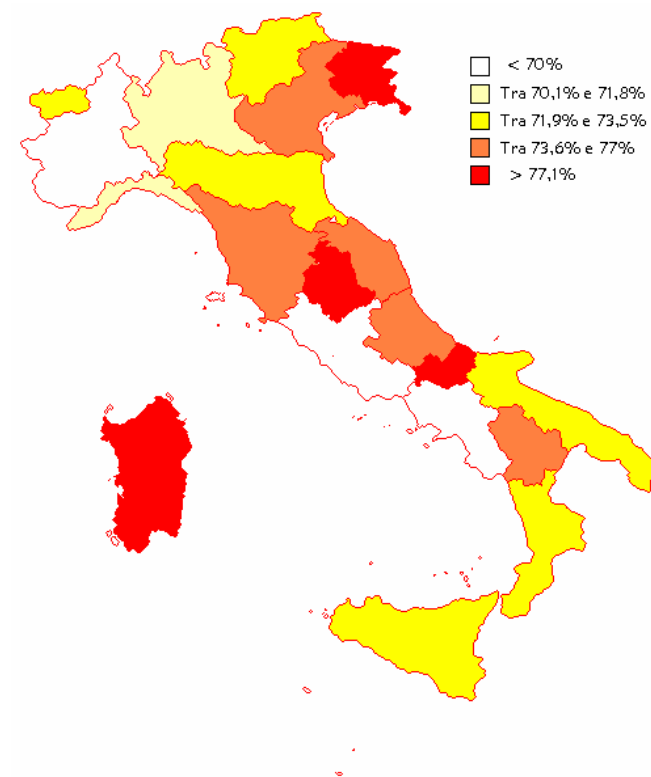 < 70%
Tra 70,1% e 71,8%
Tra 71,9% e 73,5%
Tra 73,6% e 77%
> 77,1%